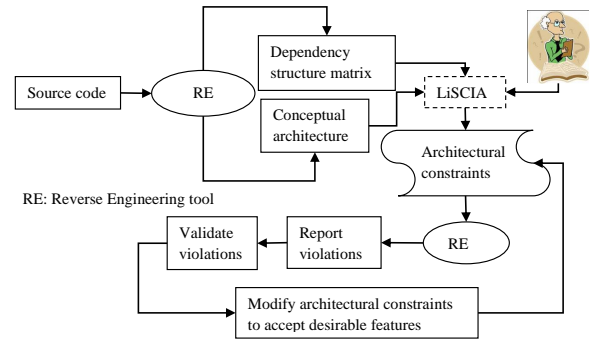 Dependency
structure matrix
Source code
RE
LiSCIA
Conceptual
architecture
Architectural
constraints
RE: Reverse Engineering tool
Validate
violations
Report
violations
RE
Modify architectural constraints
to accept desirable features